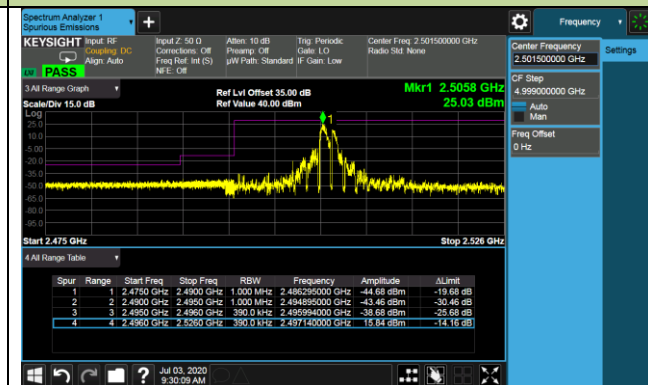 Spectrum Analyzer 1
Spurious Emissions
+
Frequency
KEYSIGHT Input: RF Input Z: 50 Ω Atten: 10 dB Trig: Periodic Center Freq: 2.501500000 GHz
Coupling: DC Corrections: Off Preamp: Off Gate: LO Radio Std: None
Align: Auto Freq Ref: Int (S) µW Path: Standard IF Gain: Low
NFE: Off
PASS
Center Frequency
2.501500000 GHz
Settings
CF Step
4.999000000 GHz
Auto
Man
Freq Offset
0 Hz
3 All Range Graph
Ref Lvl Offset 35.00 dB
Mkr1 2.5058 GHz
Scale/Div 15.0 dB
Ref Value 40.00 dBm
25.03 dBm
Log
25.0
10.0
-5.00
-20.0
-35.0
-50.0
-65.0
-80.0
-95.0
1
Start 2.475 GHz
Stop 2.526 GHz
4 All Range Table
Spur Range Start Freq Stop Freq RBW Frequency Amplitude ΔLimit
1 1 2.4750 GHz 2.4900 GHz 1.000 MHz 2.486295000 GHz -44.68 dBm -19.68 dB
2 2 2.4900 GHz 2.4950 GHz 1.000 MHz 2.494895000 GHz -43.46 dBm -30.46 dB
3 3 2.4950 GHz 2.4960 GHz 390.0 kHz 2.495994000 GHz -38.68 dBm -25.68 dB
4 4 2.4960 GHz 2.5260 GHz 390.0 kHz 2.497140000 GHz 15.84 dBm -14.16 dB
?
Jul 03, 2020
9:30:09 AM